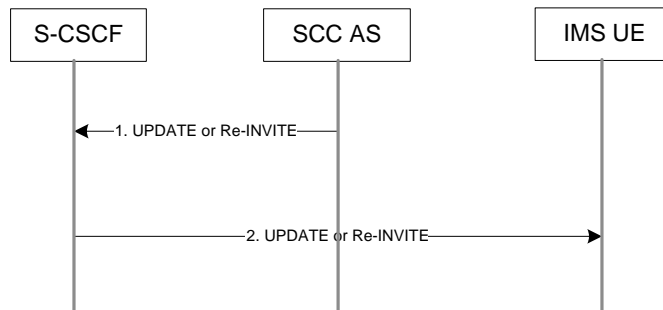 S-CSCF
SCC AS
IMS UE
1. UPDATE or Re-INVITE
2. UPDATE or Re-INVITE